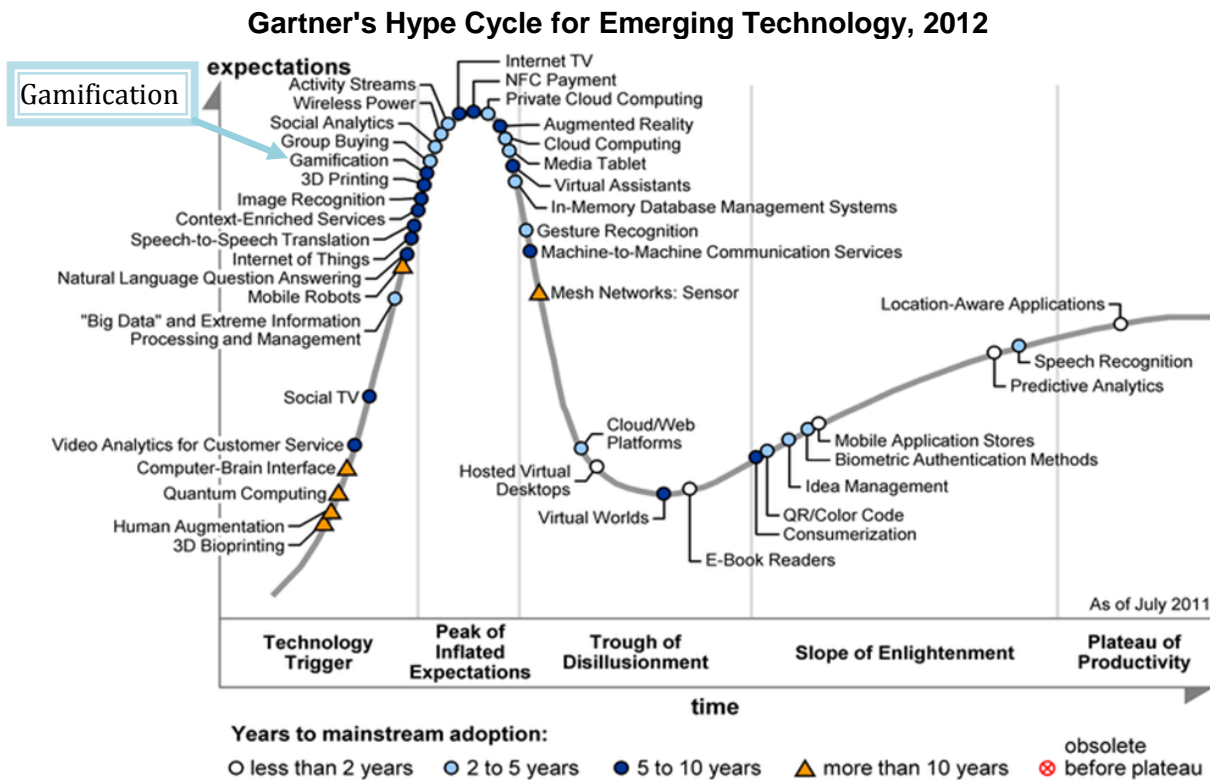 Gartner's Hype Cycle for Emerging Technology, 2012
expectations
Gamification
Activity Streams
Wireless Power
Social Analytics
Group Buying
Gamification
3D Printing
Image Recognition
Context-Enriched Services
Speech-to-Speech Translation
Internet of Things
Natural Language Question Answering
Mobile Robots
"Big Data" and Extreme Information
Processing and Management
Social TV
Video Analytics for Customer Service
Computer-Brain Interface
Quantum Computing
Human Augmentation
3D Bioprinting
Internet TV
NFC Payment
Private Cloud Computing
Augmented Reality
Cloud Computing
Media Tablet
Virtual Assistants
In-Memory Database Management Systems
Gesture Recognition
Machine-to-Machine Communication Services
Mesh Networks: Sensor
Cloud/Web
Platforms
Hosted Virtual
Desktops
Virtual Worlds
E-Book Readers
Location-Aware Applications
Speech Recognition
Predictive Analytics
Mobile Application Stores
Biometric Authentication Methods
Idea Management
QR/Color Code
Consumerization
As of July 2011
Technology
Trigger
Peak of
Inflated
Expectations
Trough of
Disillusionment
Slope of Enlightenment
Plateau of
Productivity
time
Years to mainstream adoption:
less than 2 years
2 to 5 years
5 to 10 years
more than 10 years
obsolete
before plateau